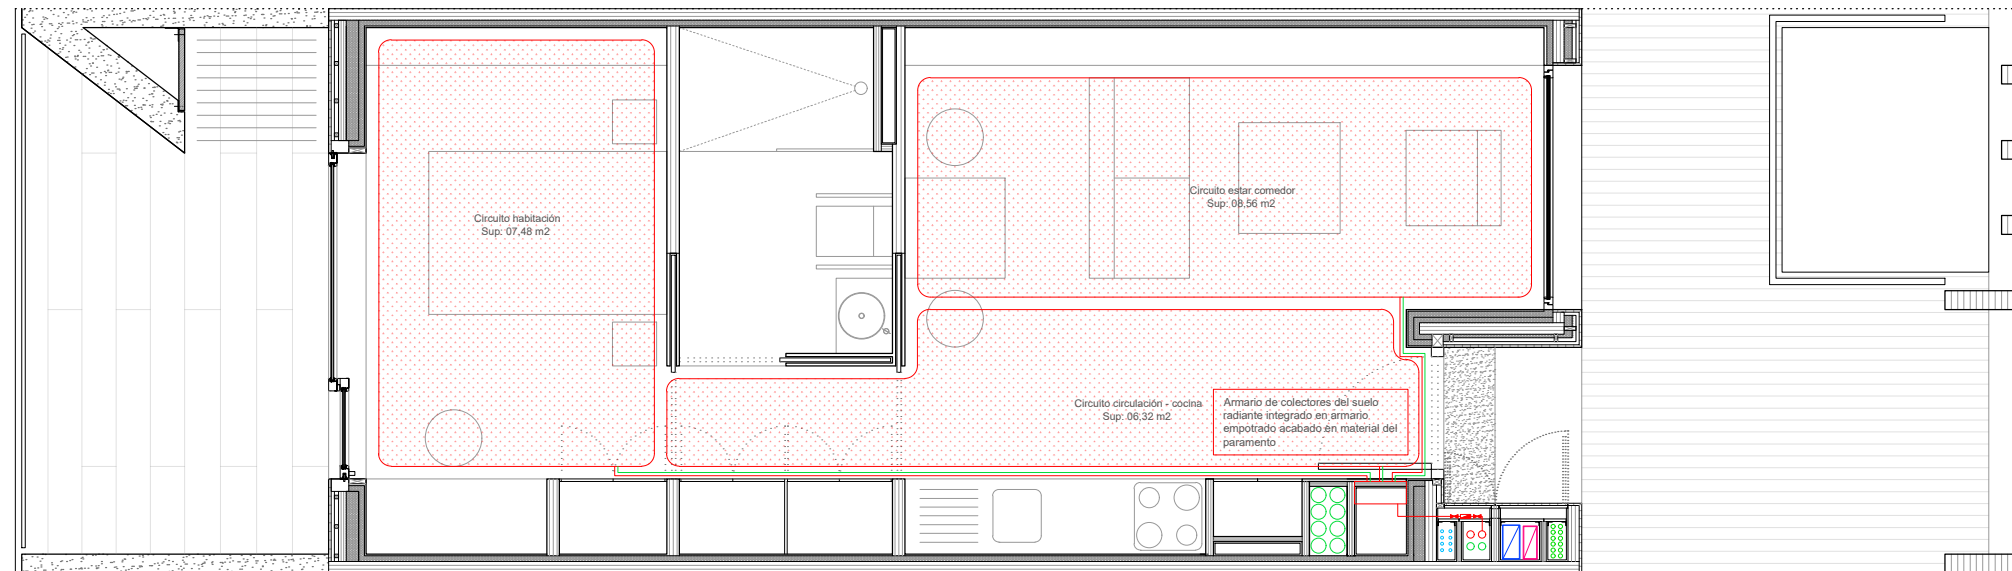 Circuito habitación
Sup: 07,48 m2
Circuito estar comedor
Sup: 08,56 m2
Circuito circulación - cocina
Sup: 06,32 m2
Armario de colectores del suelo
radiante integrado en armario
empotrado acabado en material del
paramento